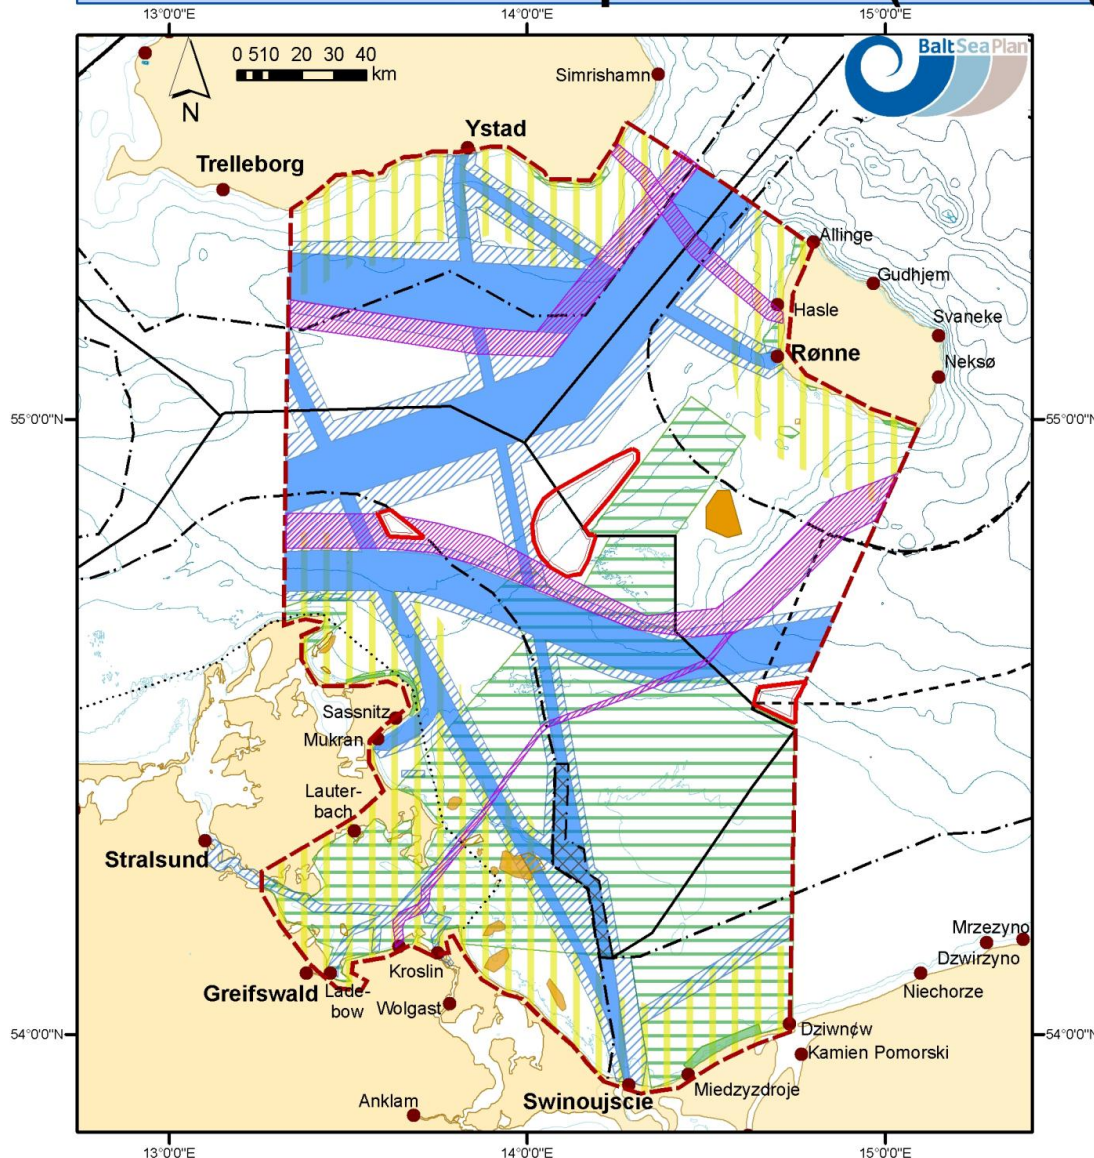 13°0'0"E 14°0'0"E 15°0'0"E
0 5 10 20 30 40
km
N
BaltSeaPlan
Simrishamn
Ystad
Trelleborg
Allinge
Gudhjem
Hasle
Svaneke
Rønne
Neksø
55°0'0"N 55°0'0"N
Sassnitz
Mukran
Lauter-
bach
Stralsund
Mrzezyno
Dzwirzyno
Kroslin
Niechorze
Greifswald
Lade-
bow
Wolgast
54°0'0"N 54°0'0"N
Dziwnów
Kamien Pomorski
Miedzyzdroje
Swinoujscie
Anklam
13°0'0"E 14°0'0"E 15°0'0"E